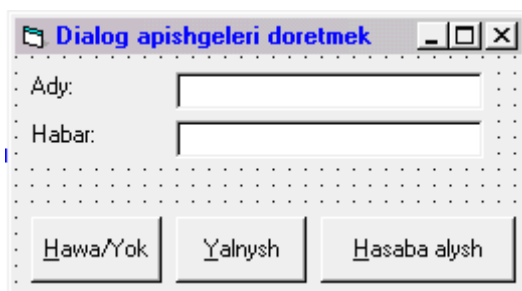 Dialog apishgeleri doretmek
Ady:
Habar:
Hawa/Yok Yalnysh Hasaba alysh